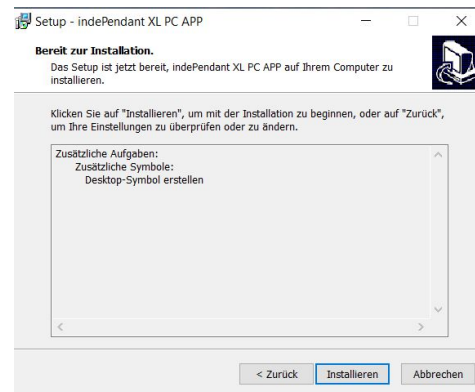 Setup - indePendant XL PC APP
Bereit zur Installation.
Das Setup ist jetzt bereit, indePendant XL PC APP auf Ihrem Computer zu
installieren.
Klicken Sie auf "Installieren", um mit der Installation zu beginnen, oder auf "Zurück",
um Ihre Einstellungen zu überprüfen oder zu ändern.
Zusätzliche Aufgaben:
Zusätzliche Symbole:
Desktop-Symbol erstellen
< Zurück
Installieren
Abbrechen